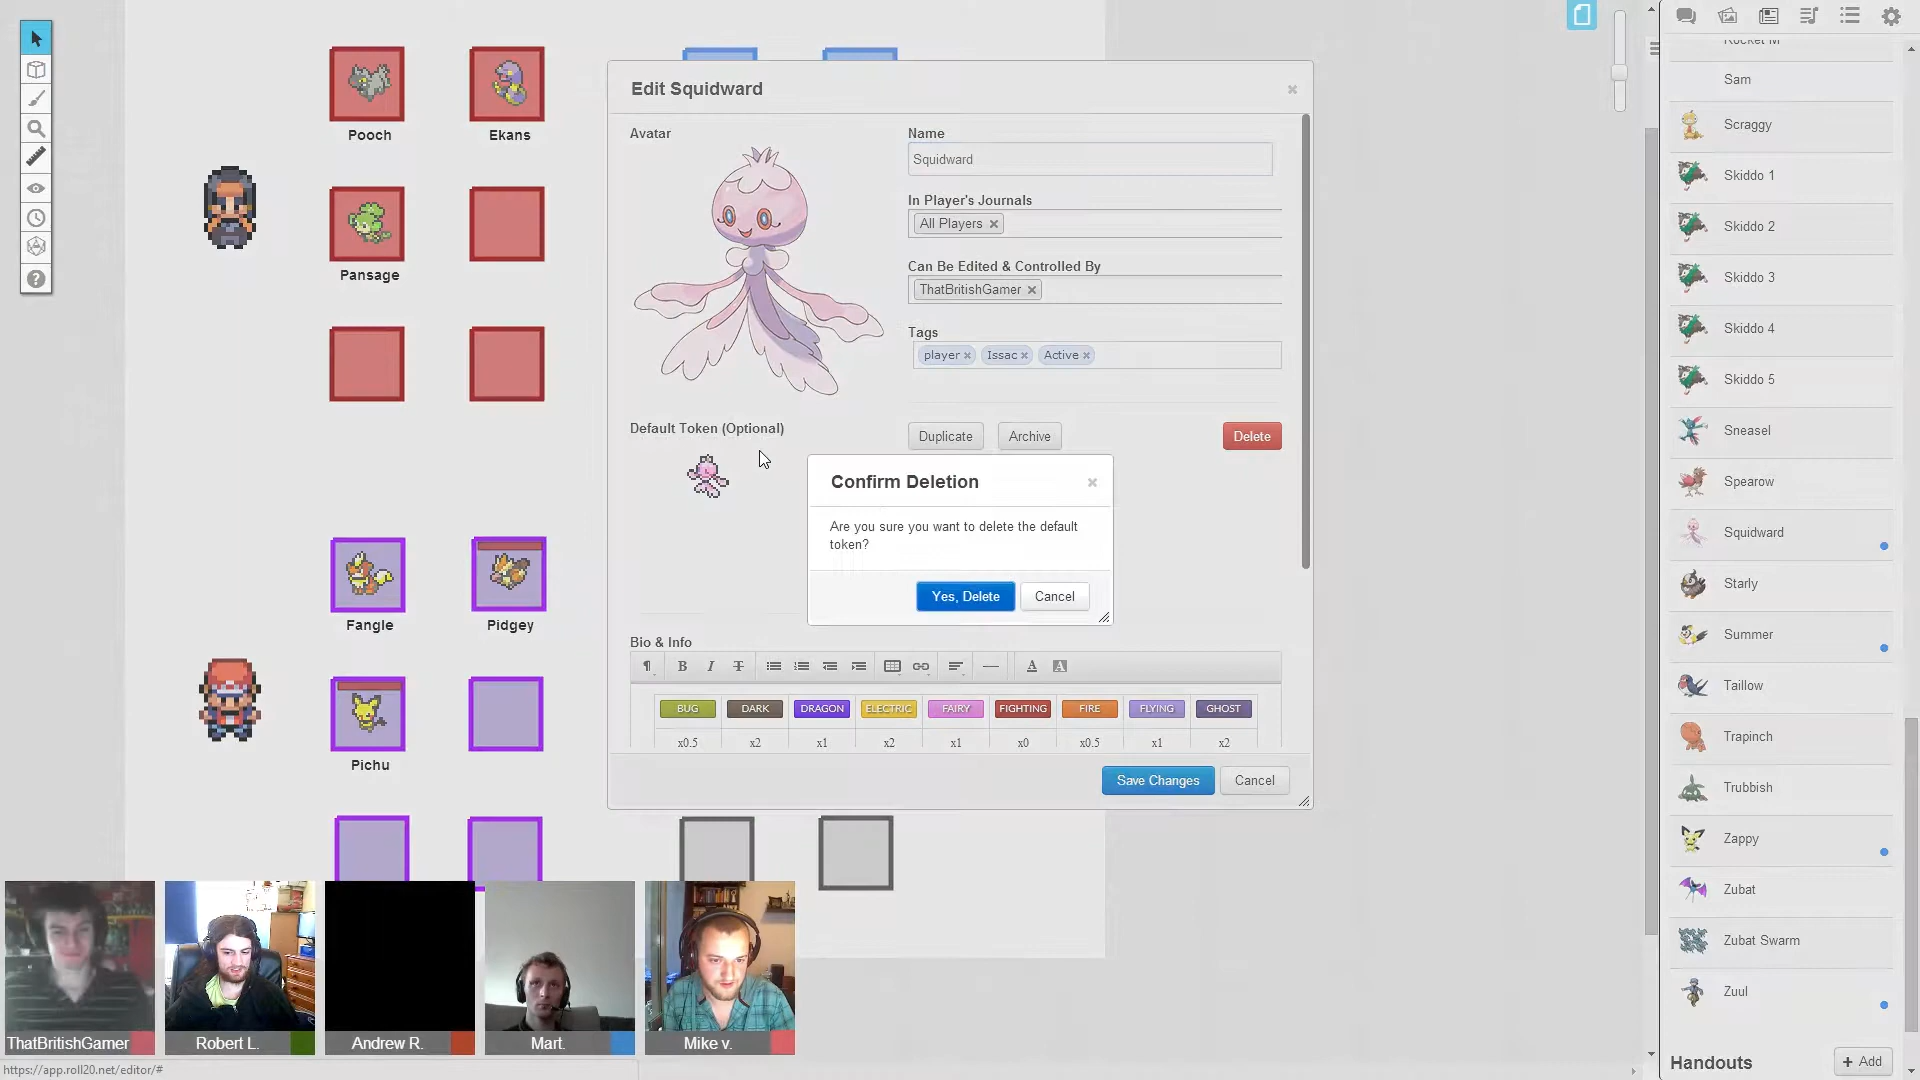 Pooch
Ekans
Pansage
Fangle
Pidgey
Pichu
Edit Squidward
×
Avatar
Name
Squidward
In Player's Journals
All Players ×
Can Be Edited & Controlled By
ThatBritishGamer ×
Tags
player × Issac × Active ×
Default Token (Optional)
Duplicate
Archive
Delete
Confirm Deletion
×
Are you sure you want to delete the default
token?
Yes, Delete
Cancel
Bio & Info
BUG DARK DRAGON ELECTRIC FAIRY FIGHTING FIRE FLYING GHOST
x0.5 x2 x1 x2 x1 x0 x0.5 x1 x2
Save Changes
Cancel
Rocket M
Sam
Scraggy
Skiddo 1
Skiddo 2
Skiddo 3
Skiddo 4
Skiddo 5
Sneasel
Spearow
Squidward
Starly
Summer
Taillow
Trapinch
Trubbish
Zappy
Zubat
Zubat Swarm
Zuul
Handouts
+ Add
ThatBritishGamer
Robert L.
Andrew R.
Mart.
Mike v.
https://app.roll20.net/editor/#